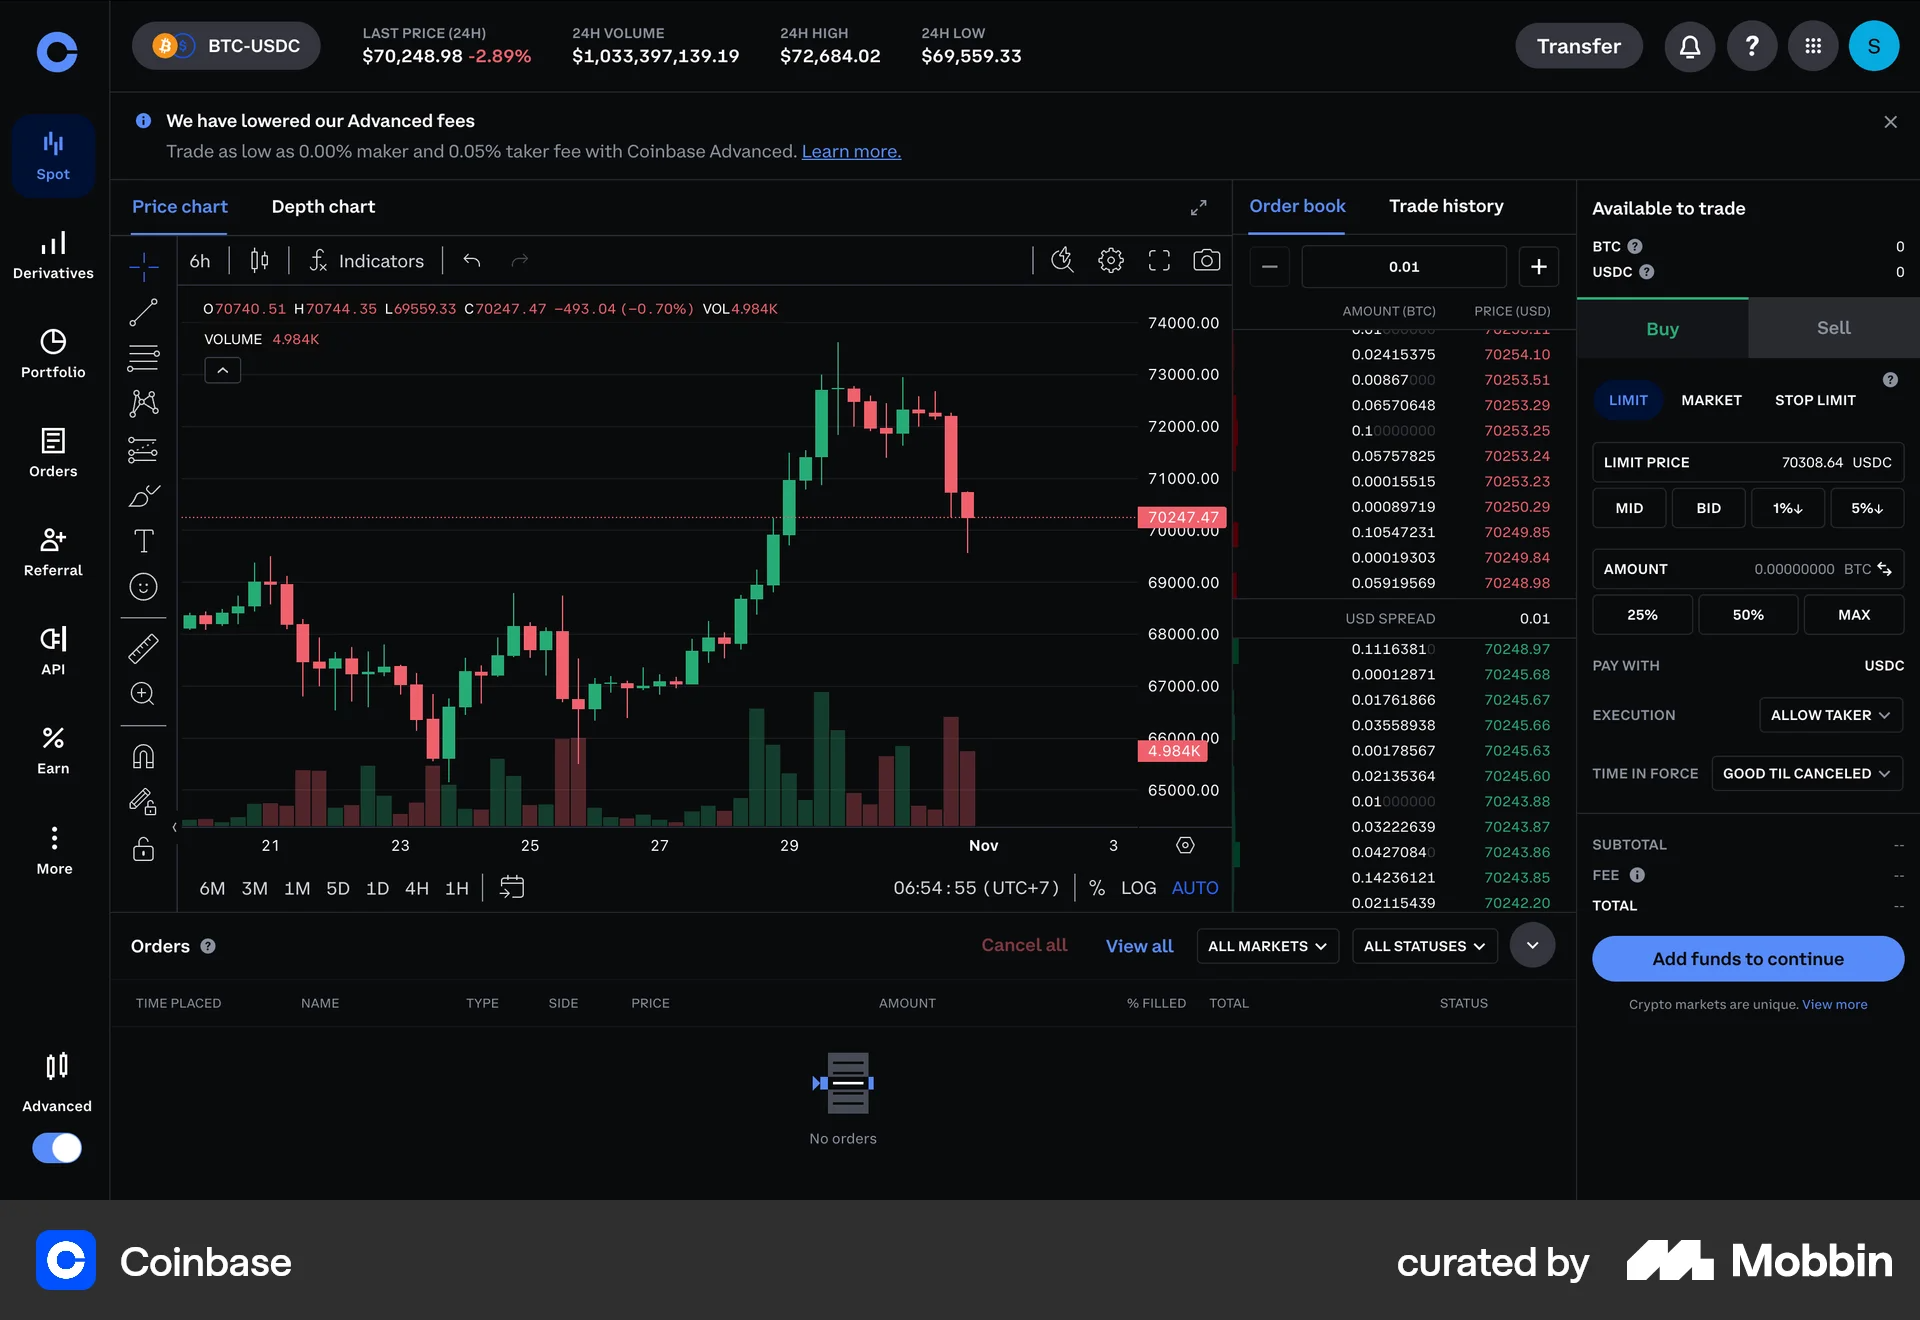 BTC-USDC
LAST PRICE (24H)
$70,248.98 -2.89%
24H VOLUME
$1,033,397,139.19
24H HIGH
$72,684.02
24H LOW
$69,559.33
Transfer
?
S
Spot
Derivatives
Portfolio
Orders
Referral
API
Earn
More
Advanced
We have lowered our Advanced fees
Trade as low as 0.00% maker and 0.05% taker fee with Coinbase Advanced. Learn more.
Price chart
Depth chart
6h
Indicators
O70740.51 H70744.35 L69559.33 C70247.47 −493.04 (−0.70%) VOL4.984K
VOLUME 4.984K
74000.00
73000.00
72000.00
71000.00
70247.47
70000.00
69000.00
68000.00
67000.00
66000.00
4.984K
65000.00
21
23
25
27
29
Nov
3
6M
3M
1M
5D
1D
4H
1H
06:54:55 (UTC+7)
%
LOG
AUTO
Order book
Trade history
0.01
AMOUNT (BTC) PRICE (USD)
0.02415375 70254.10
0.00867000 70253.51
0.06570648 70253.29
0.10000000 70253.25
0.05757825 70253.24
0.00015515 70253.23
0.00089719 70250.29
0.10547231 70249.85
0.00019303 70249.84
0.05919569 70248.98
USD SPREAD 0.01
0.11163810 70248.97
0.00012871 70245.68
0.01761866 70245.67
0.03558938 70245.66
0.00178567 70245.63
0.02135364 70245.60
0.01000000 70243.88
0.03222639 70243.87
0.04270840 70243.86
0.14236121 70243.85
0.02115439 70242.20
Available to trade
BTC ? 0
USDC ? 0
Buy
Sell
?
LIMIT
MARKET
STOP LIMIT
LIMIT PRICE 70308.64 USDC
MID
BID
1%↓
5%↓
AMOUNT 0.00000000 BTC
25%
50%
MAX
PAY WITH USDC
EXECUTION ALLOW TAKER
TIME IN FORCE GOOD TIL CANCELED
SUBTOTAL --
FEE --
TOTAL --
Add funds to continue
Crypto markets are unique. View more
Orders ?
Cancel all
View all
ALL MARKETS
ALL STATUSES
TIME PLACED
NAME
TYPE
SIDE
PRICE
AMOUNT
% FILLED
TOTAL
STATUS
No orders
Coinbase
curated by
Mobbin